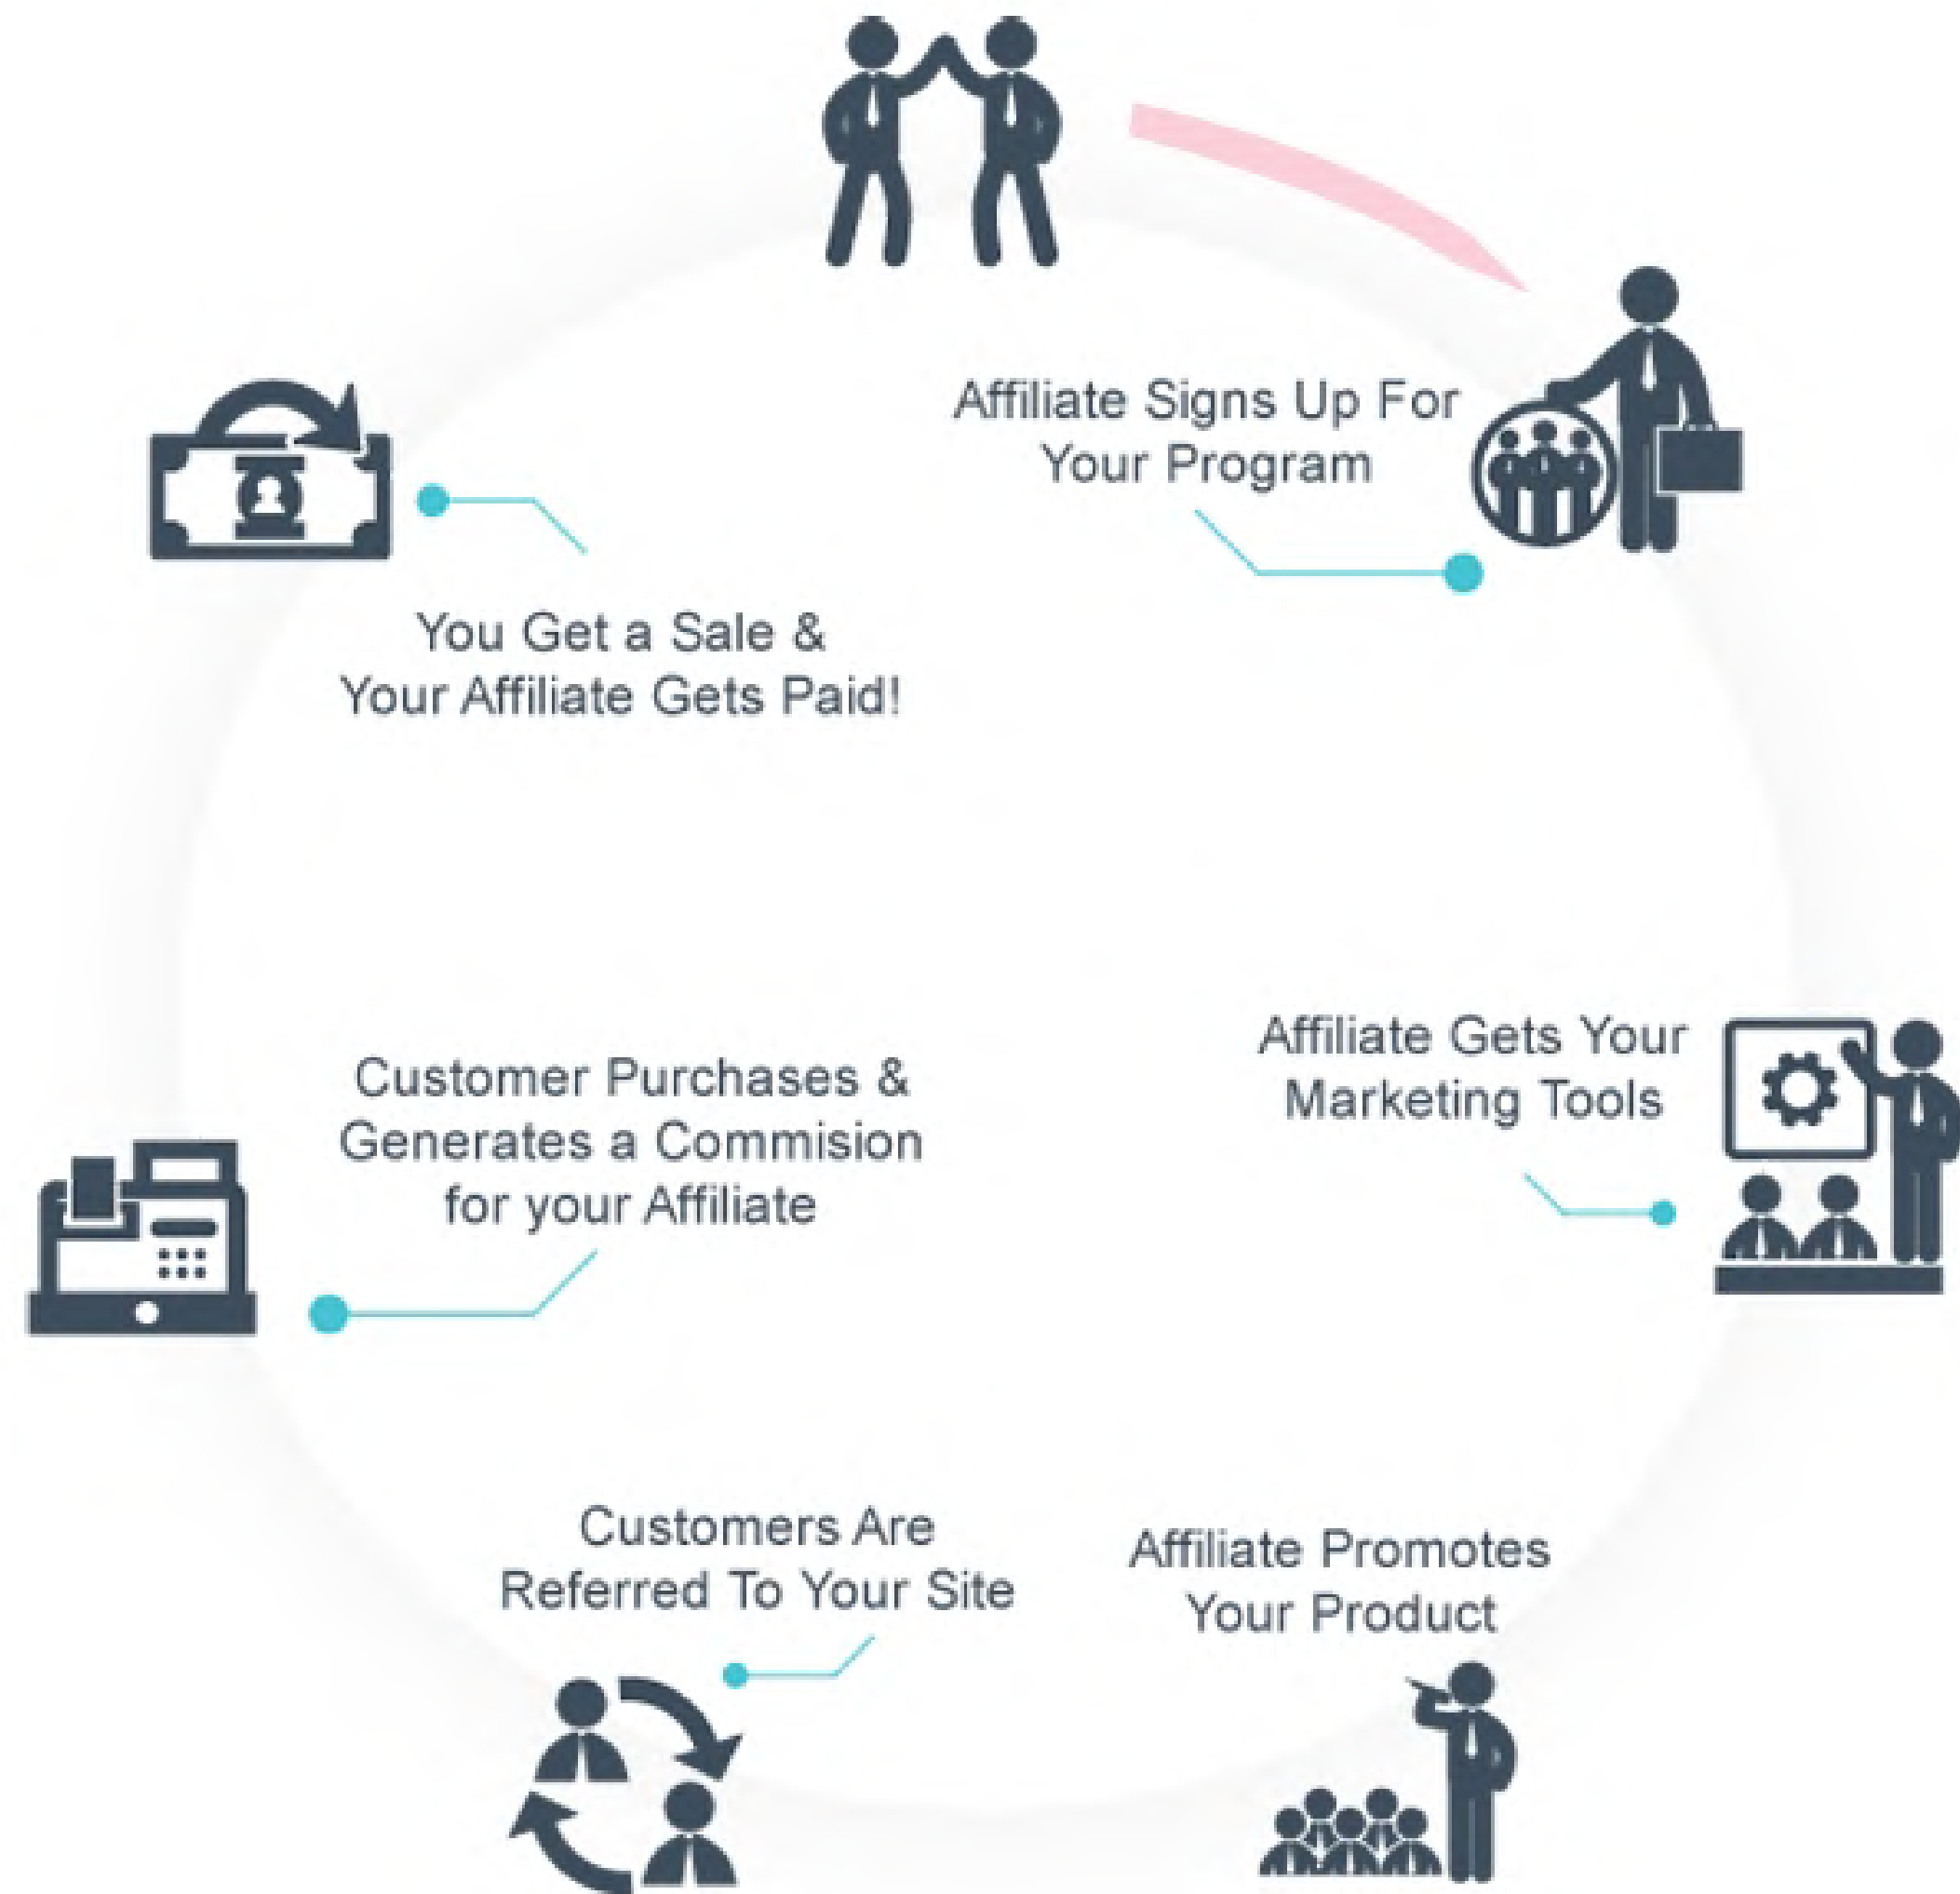 Affiliate Signs Up For
Your Program
Affiliate Gets Your
Marketing Tools
Affiliate Promotes
Your Product
Customers Are
Referred To Your Site
Customer Purchases &
Generates a Commision
for your Affiliate
You Get a Sale &
Your Affiliate Gets Paid!